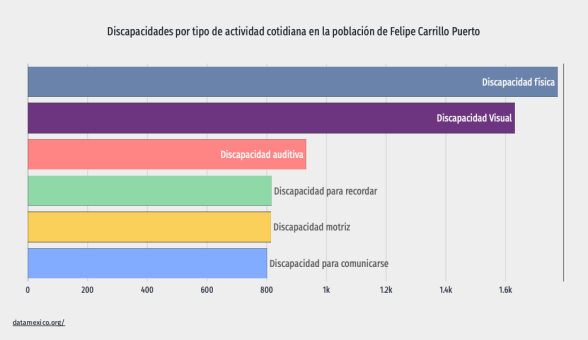 Discapacidades por tipo de actividad cotidiana en la población de Felipe Carrillo Puerto
Discapacidad física
Discapacidad Visual
Discapacidad auditiva
Discapacidad para recordar
Discapacidad motriz
Discapacidad para comunicarse
0 200 400 600 800 1k 1.2k 1.4k 1.6k
datamexico.org/